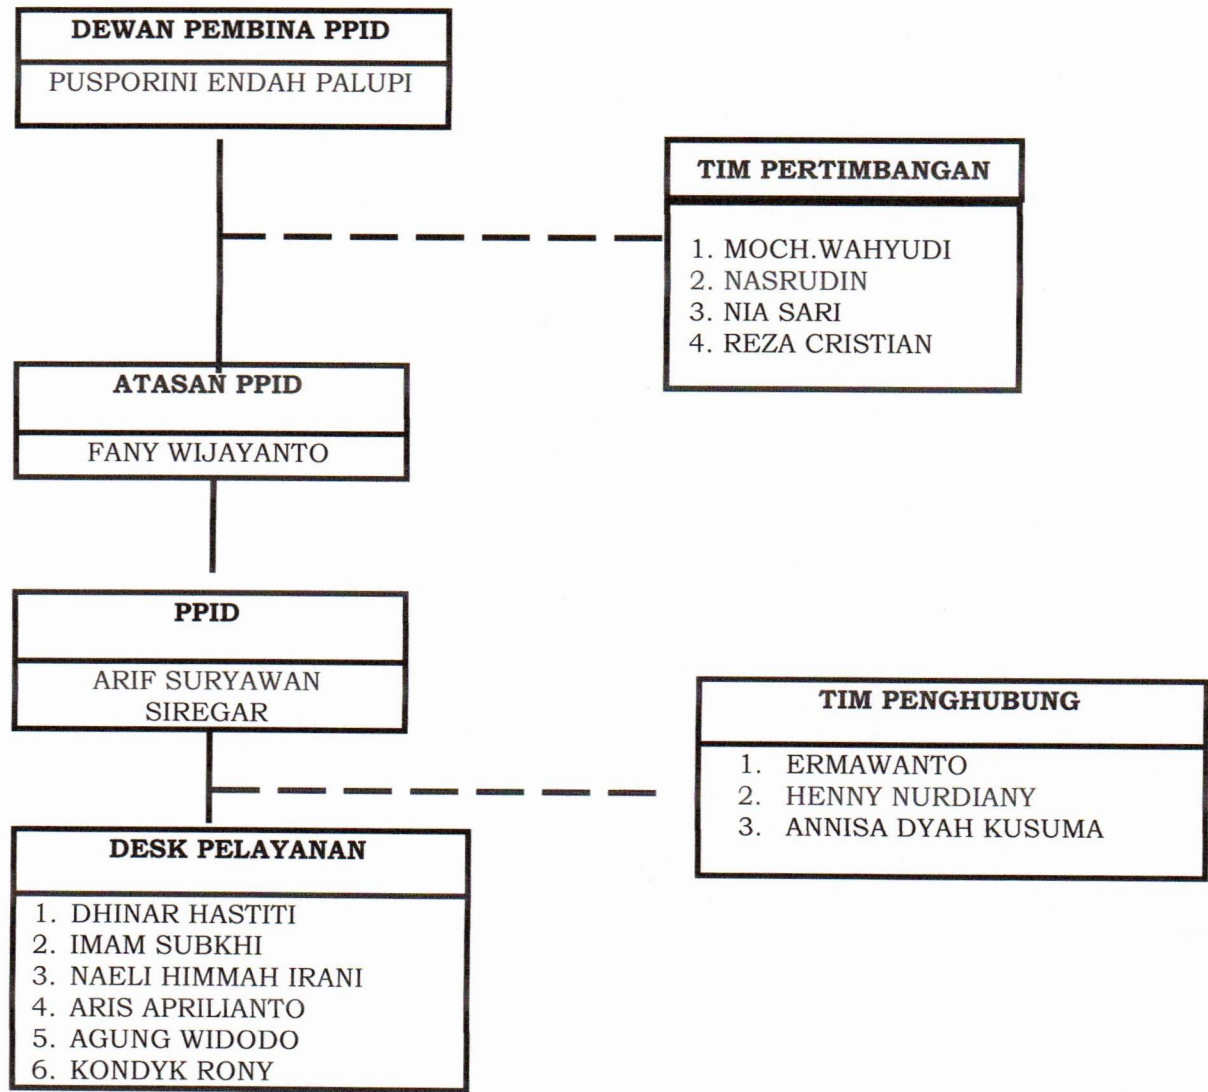 DEWAN PEMBINA PPID
PUSPORINI ENDAH PALUPI
TIM PERTIMBANGAN
1. MOCH.WAHYUDI
2. NASRUDIN
3. NIA SARI
4. REZA CRISTIAN
ATASAN PPID
FANY WIJAYANTO
PPID
ARIF SURYAWAN
SIREGAR
TIM PENGHUBUNG
1. ERMAWANTO
2. HENNY NURDIANY
3. ANNISA DYAH KUSUMA
DESK PELAYANAN
1. DHINAR HASTITI
2. IMAM SUBKHI
3. NAELI HIMMAH IRANI
4. ARIS APRILIANTO
5. AGUNG WIDODO
6. KONDYK RONY